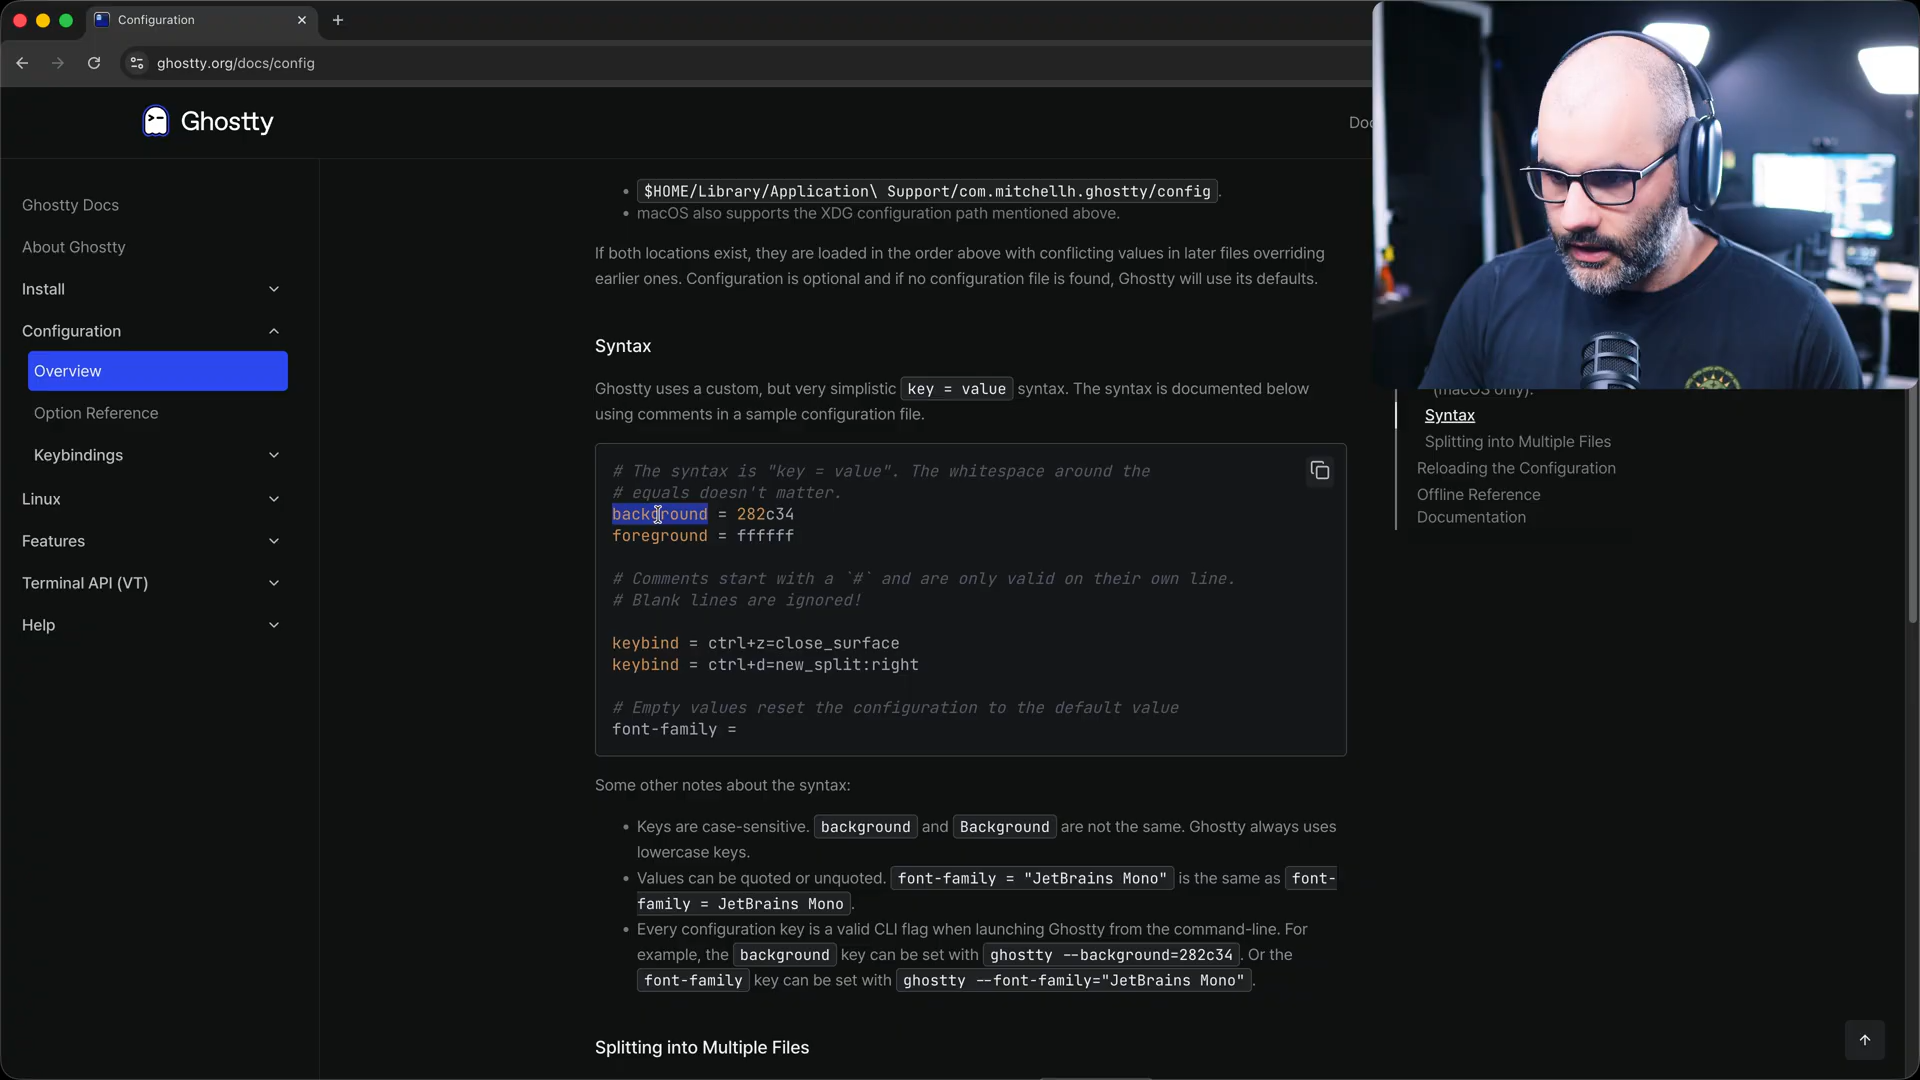 Configuration
ghostty.org/docs/config
Ghostty
Ghostty Docs
About Ghostty
Install
Configuration
Overview
Option Reference
Keybindings
Linux
Features
Terminal API (VT)
Help
$HOME/Library/Application\ Support/com.mitchellh.ghostty/config.
macOS also supports the XDG configuration path mentioned above.
If both locations exist, they are loaded in the order above with conflicting values in later files overriding
earlier ones. Configuration is optional and if no configuration file is found, Ghostty will use its defaults.
Syntax
Ghostty uses a custom, but very simplistic key = value syntax. The syntax is documented below
using comments in a sample configuration file.
# The syntax is "key = value". The whitespace around the
# equals doesn't matter.
background = 282c34
foreground = ffffff
# Comments start with a `#` and are only valid on their own line.
# Blank lines are ignored!
keybind = ctrl+z=close_surface
keybind = ctrl+d=new_split:right
# Empty values reset the configuration to the default value
font-family =
Some other notes about the syntax:
Keys are case-sensitive. background and Background are not the same. Ghostty always uses
lowercase keys.
Values can be quoted or unquoted. font-family = "JetBrains Mono" is the same as font-
family = JetBrains Mono.
Every configuration key is a valid CLI flag when launching Ghostty from the command-line. For
example, the background key can be set with ghostty --background=282c34. Or the
font-family key can be set with ghostty --font-family="JetBrains Mono".
Splitting into Multiple Files
(macOS only):
Syntax
Splitting into Multiple Files
Reloading the Configuration
Offline Reference
Documentation